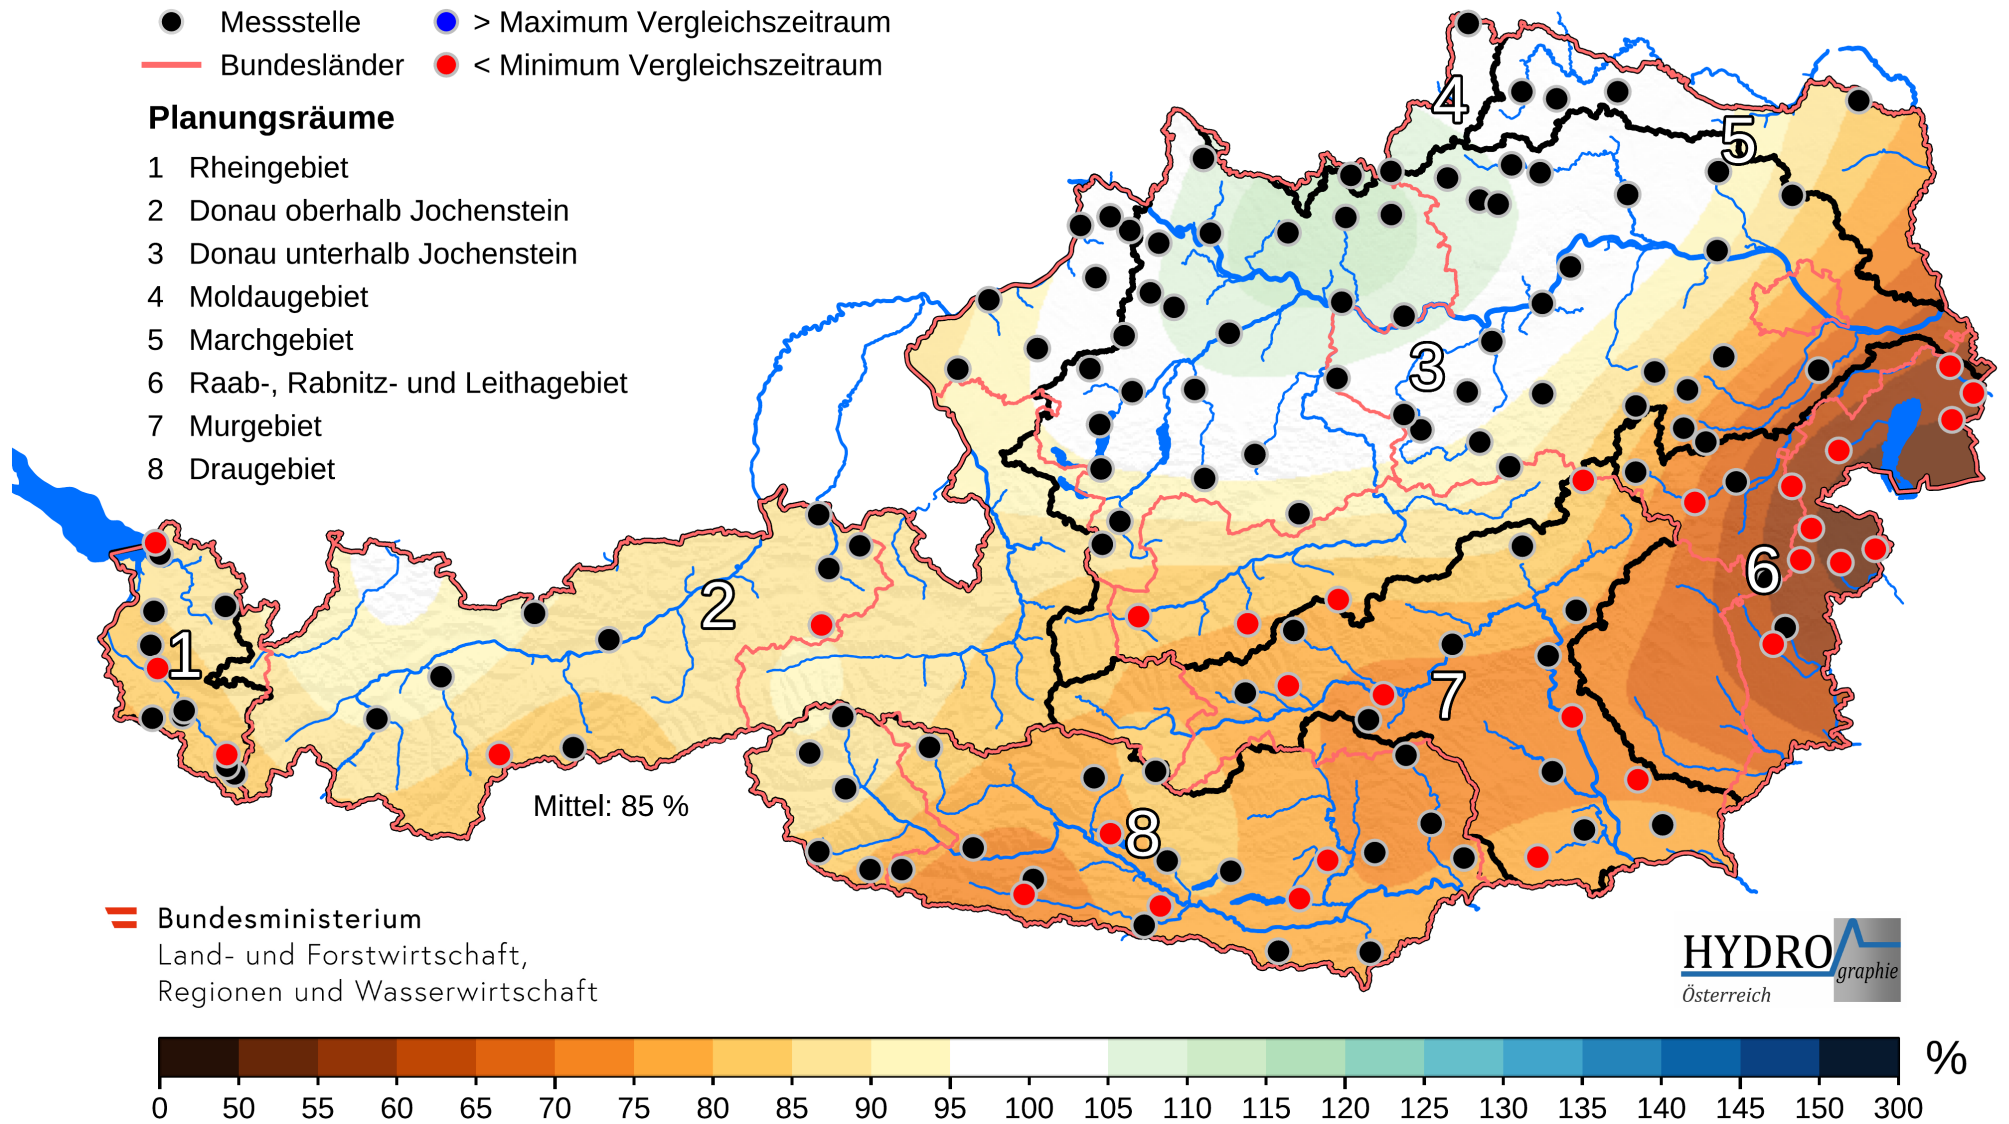 Messstelle
> Maximum Vergleichszeitraum
Bundesländer
< Minimum Vergleichszeitraum
Planungsräume
1 Rheingebiet
2 Donau oberhalb Jochenstein
3 Donau unterhalb Jochenstein
4 Moldaugebiet
5 Marchgebiet
6 Raab-, Rabnitz- und Leithagebiet
7 Murgebiet
8 Draugebiet
4
5
3
6
2
1
7
8
Mittel: 85 %
Bundesministerium
Land- und Forstwirtschaft,
Regionen und Wasserwirtschaft
HYDRO
graphie
Österreich
%
0 50 55 60 65 70 75 80 85 90 95 100 105 110 115 120 125 130 135 140 145 150 300